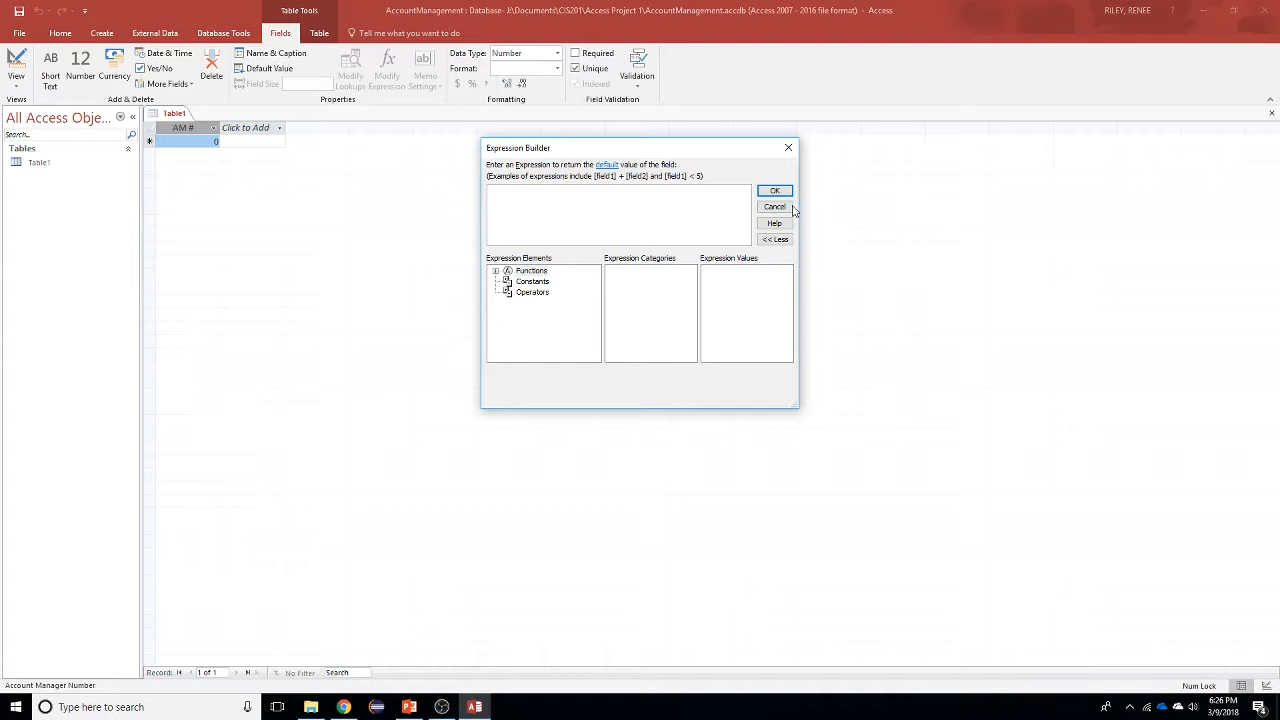 Table Tools
AccountManagement : Database- J:\Documents\CIS201\Access Project 1\AccountManagement.accdb (Access 2007 - 2016 file format) - Access
RILEY, RENEE
File Home Create External Data Database Tools Fields Table Tell me what you want to do
View
Views
AB Short Text
12 Number
Currency
Date & Time
Yes/No
More Fields
Delete
Add & Delete
Name & Caption
Default Value
Field Size
Modify Lookups
fx Modify Expression
ab Memo Settings
Properties
Data Type: Number
Format:
$ % ,
Formatting
Required
Unique
Indexed
Validation
Field Validation
All Access Obje...
Search..
Tables
Table1
Table1
AM # Click to Add
0
Expression Builder
Enter an Expression to return the default value of the field:
(Examples of expressions include [field1] + [field2] and [field1] < 5)
OK
Cancel
Help
<< Less
Expression Elements Expression Categories Expression Values
Functions
Constants
Operators
Record: 1 of 1 No Filter Search
Account Manager Number
Num Lock
Type here to search
6:26 PM
3/9/2019